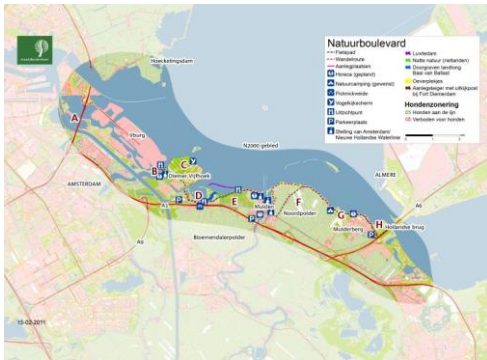 Hoeckelingsdam
Natuurboulevard
Fietspad
Wandelroute
Aanlegplaatsen
Horeca (gepland)
Natuurcamping (gewenst)
Picknickweide
Vogelkijkscherm
Uitzichtpunt
P Parkeerplaats
Stelling van Amsterdam/
Nieuwe Hollandse Waterlinie
Luwtedam
Natte natuur (rietlanden)
Doorgraven landtong
Baai van Ballast
Oeverplekjes
Aanlegsteiger met uitkijkpost
bij Fort Diemerdam
Hondenzonering
Honden aan de lijn
Verboden voor honden
A
IJburg
N2000 gebied
B
C
Diemer Vijfhoek
AMSTERDAM
ALMERE
D
A1
P
E
Muiden
F
Noordpolder
G
H
A6
Hollandse brug
Muiderberg
P
A9
Bloemendalerpolder
P
15-02-2011